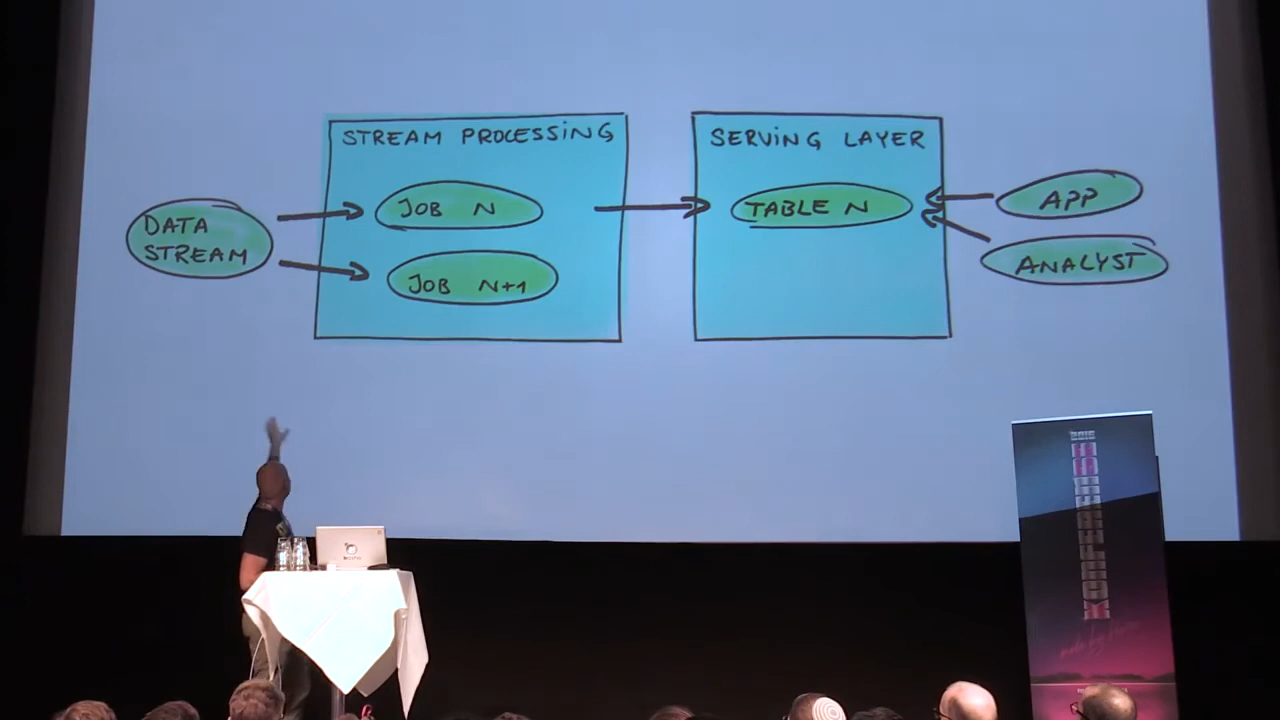 STREAM PROCESSING
JOB N
JOB N+1
DATA
STREAM
SERVING LAYER
TABLE N
APP
ANALYST